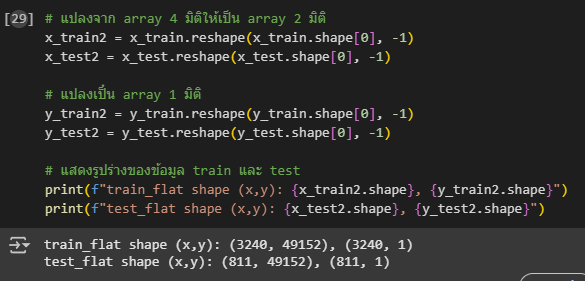 [29] # แปลงจาก array 4 มิติให้เป็น array 2 มิติ
x_train2 = x_train.reshape(x_train.shape[0], -1)
x_test2 = x_test.reshape(x_test.shape[0], -1)
# แปลงเป็น array 1 มิติ
y_train2 = y_train.reshape(y_train.shape[0], -1)
y_test2 = y_test.reshape(y_test.shape[0], -1)
# แสดงรูปร่างของข้อมูล train และ test
print(f"train_flat shape (x,y): {x_train2.shape}, {y_train2.shape}")
print(f"test_flat shape (x,y): {x_test2.shape}, {y_test2.shape}")
train_flat shape (x,y): (3240, 49152), (3240, 1)
test_flat shape (x,y): (811, 49152), (811, 1)